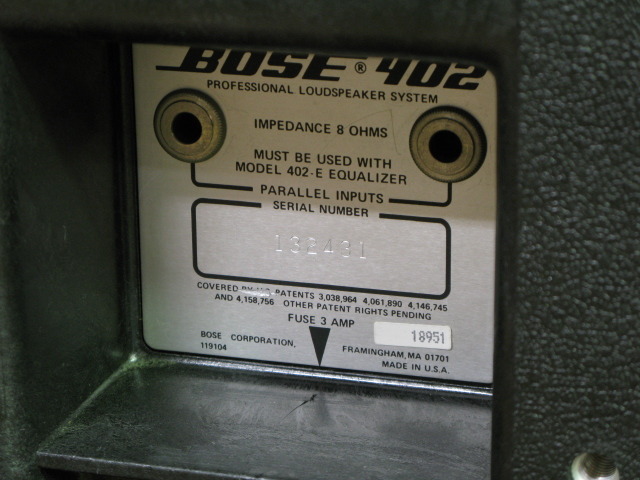 BOSE® 402
PROFESSIONAL LOUDSPEAKER SYSTEM
IMPEDANCE 8 OHMS
MUST BE USED WITH
MODEL 402-E EQUALIZER
PARALLEL INPUTS
SERIAL NUMBER
132431
COVERED BY U.S. PATENTS 3,038,964 4,061,890 4,146,745
AND 4,158,756 OTHER PATENT RIGHTS PENDING
FUSE 3 AMP
18951
BOSE CORPORATION, FRAMINGHAM, MA 01701
119104 MADE IN U.S.A.